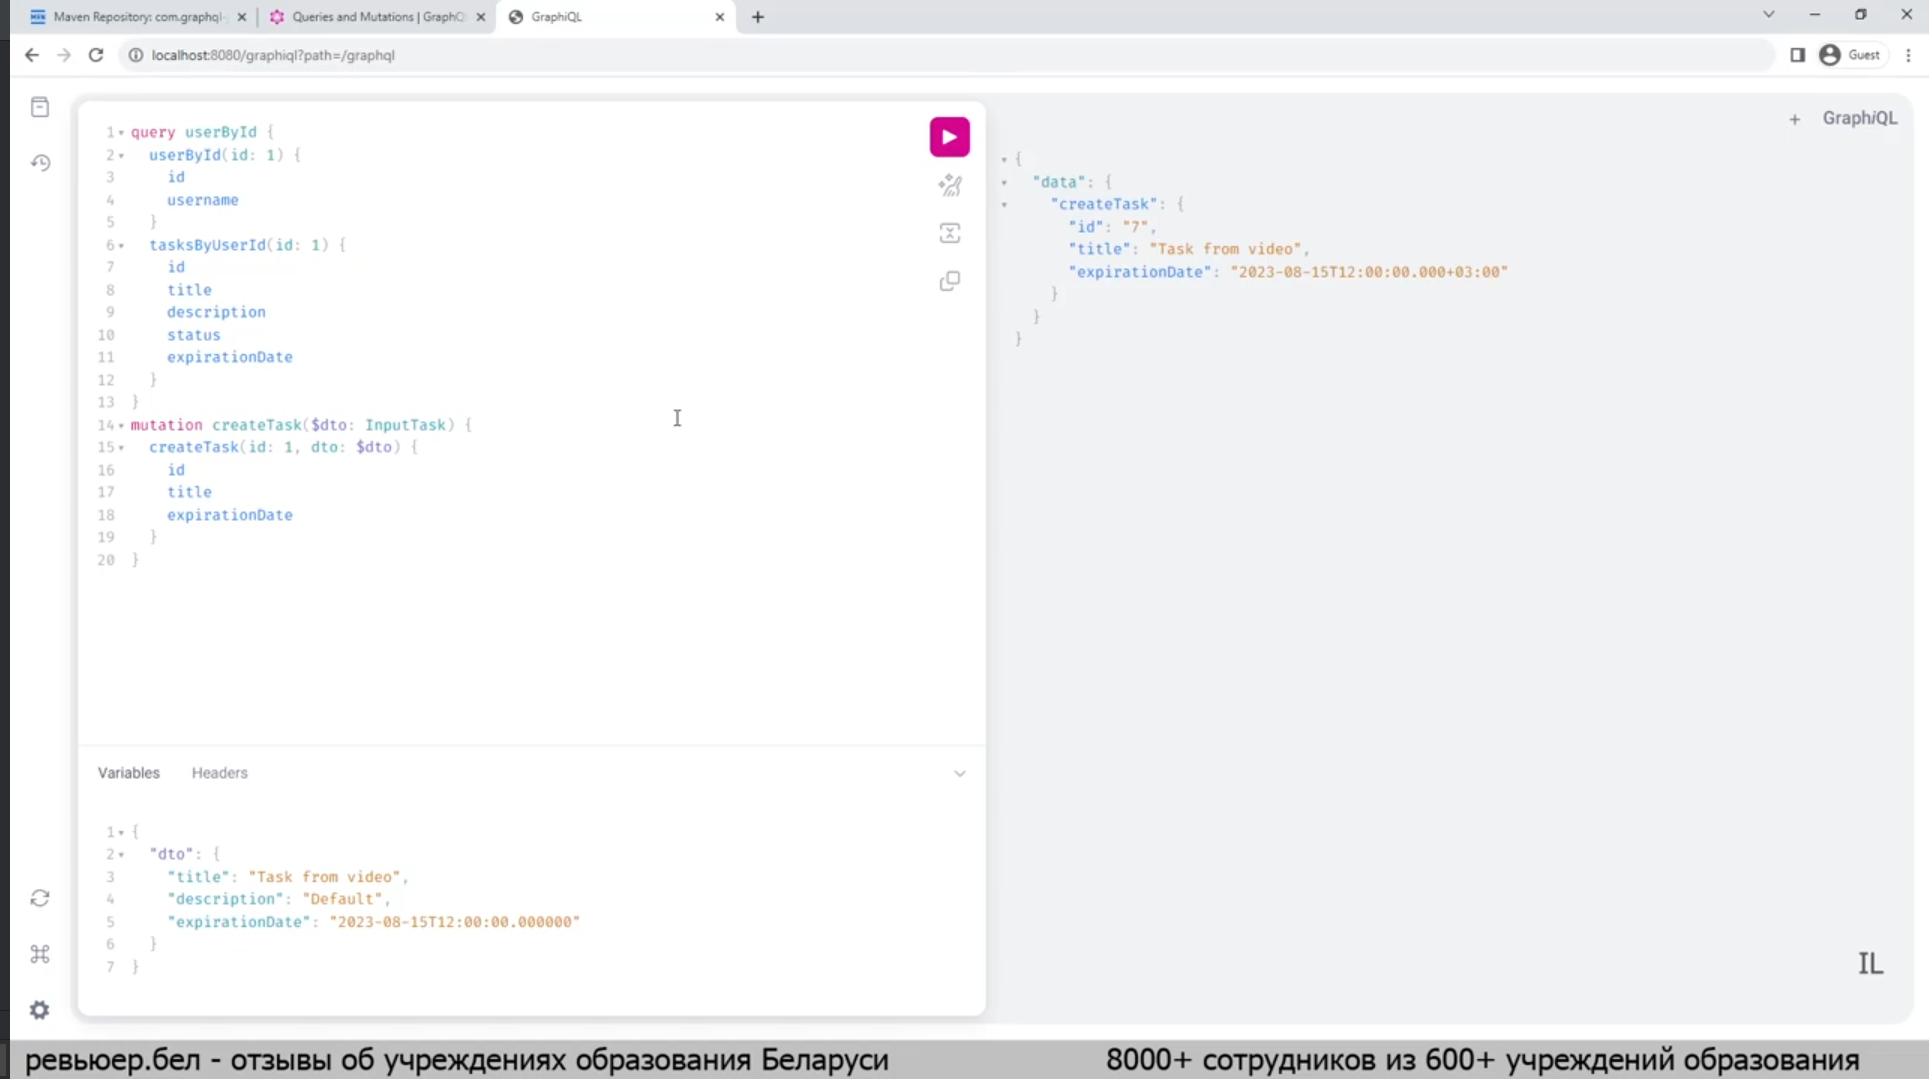 Maven Repository: com.graphql-
Queries and Mutations | GraphQ
GraphiQL
localhost:8080/graphiql?path=/graphql
Guest
1 query userById {
2 userById(id: 1) {
3 id
4 username
5 }
6 tasksByUserId(id: 1) {
7 id
8 title
9 description
10 status
11 expirationDate
12 }
13 }
14 mutation createTask($dto: InputTask) {
15 createTask(id: 1, dto: $dto) {
16 id
17 title
18 expirationDate
19 }
20 }
Variables Headers
1 {
2 "dto": {
3 "title": "Task from video",
4 "description": "Default",
5 "expirationDate": "2023-08-15T12:00:00.000000"
6 }
7 }
+ GraphiQL
{
"data": {
"createTask": {
"id": "7",
"title": "Task from video",
"expirationDate": "2023-08-15T12:00:00.000+03:00"
}
}
}
IL
ревьюер.бел - отзывы об учреждениях образования Беларуси
8000+ сотрудников из 600+ учреждений образования